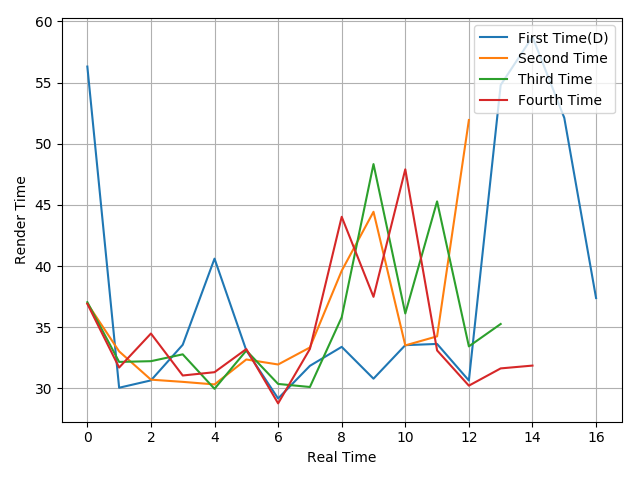 First Time(D)
Second Time
Third Time
Fourth Time
Render Time
60
55
50
45
40
35
30
0 2 4 6 8 10 12 14 16
Real Time